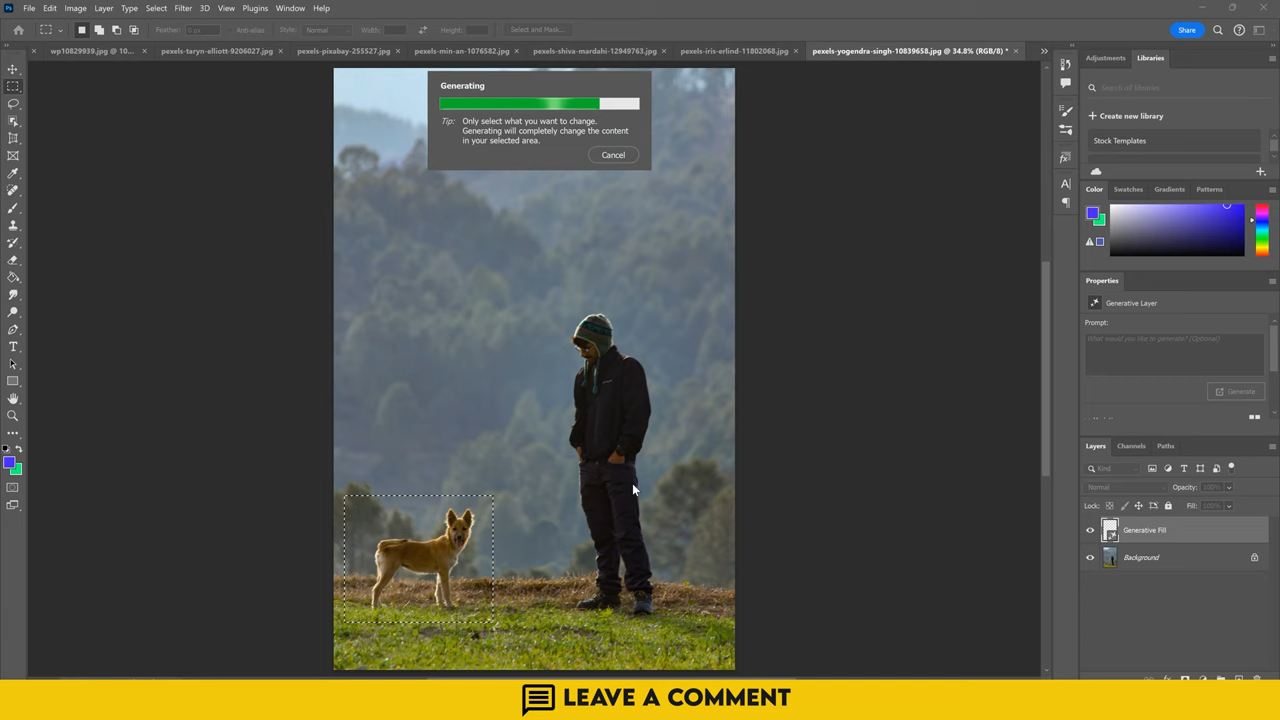 Ps File Edit Image Layer Type Select Filter 3D View Plugins Window Help
Feather: 0 px Anti-alias Style: Normal Width: Height: Select and Mask... Share
wp10829939.jpg @ 10... × pexels-taryn-elliott-9206027.jpg × pexels-pixabay-255527.jpg × pexels-min-an-1076582.jpg × pexels-shiva-mardahi-12949763.jpg × pexels-iris-erlind-11802068.jpg × pexels-yogendra-singh-10839658.jpg @ 34.8% (RGB/8) * ×
Adjustments Libraries
Generating
Search all libraries
Tip: Only select what you want to change.
Generating will completely change the content
in your selected area.
Cancel
Create new library
Stock Templates
Color Swatches Gradients Patterns
Properties
Generative Layer
Prompt:
What would you like to generate? (Optional)
Generate
Layers Channels Paths
Kind
Normal Opacity: 100%
Lock: Fill: 100%
Generative Fill
Background
LEAVE A COMMENT